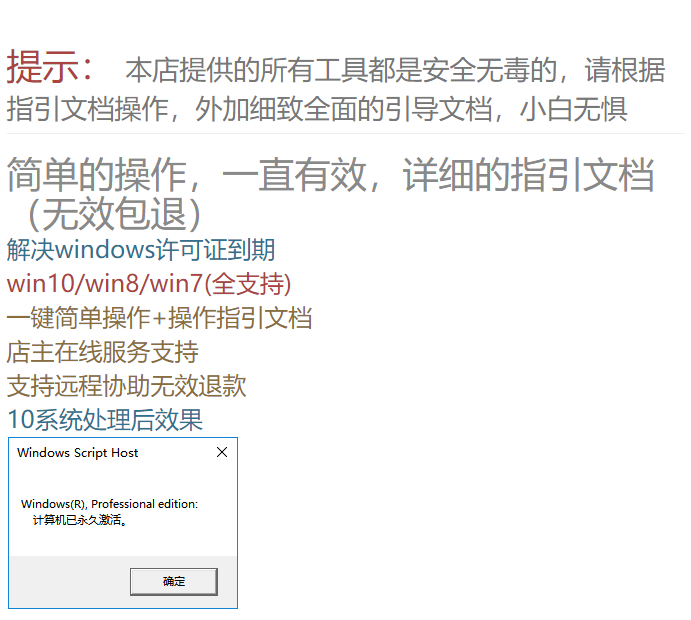 提示： 本店提供的所有工具都是安全无毒的，请根据
指引文档操作，外加细致全面的引导文档，小白无惧
简单的操作，一直有效，详细的指引文档
（无效包退）
解决windows许可证到期
win10/win8/win7(全支持)
一键简单操作+操作指引文档
店主在线服务支持
支持远程协助无效退款
10系统处理后效果
Windows Script Host
Windows(R), Professional edition:
计算机已永久激活。
确定